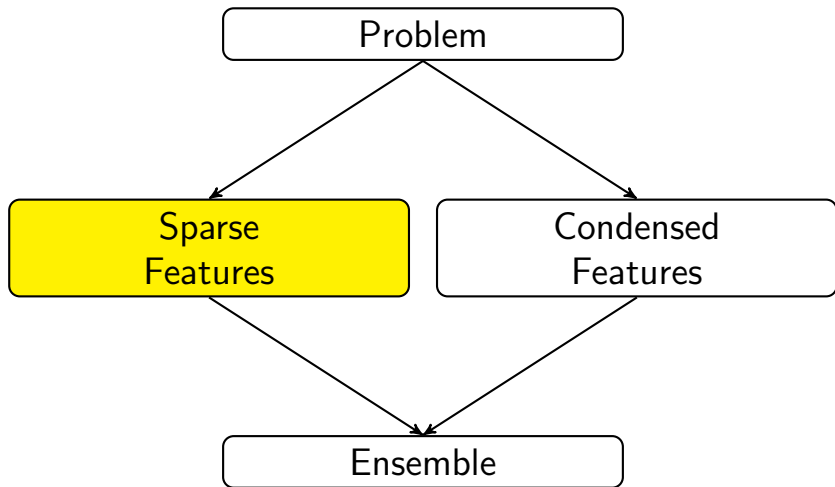 Problem
Sparse
Features
Condensed
Features
Ensemble